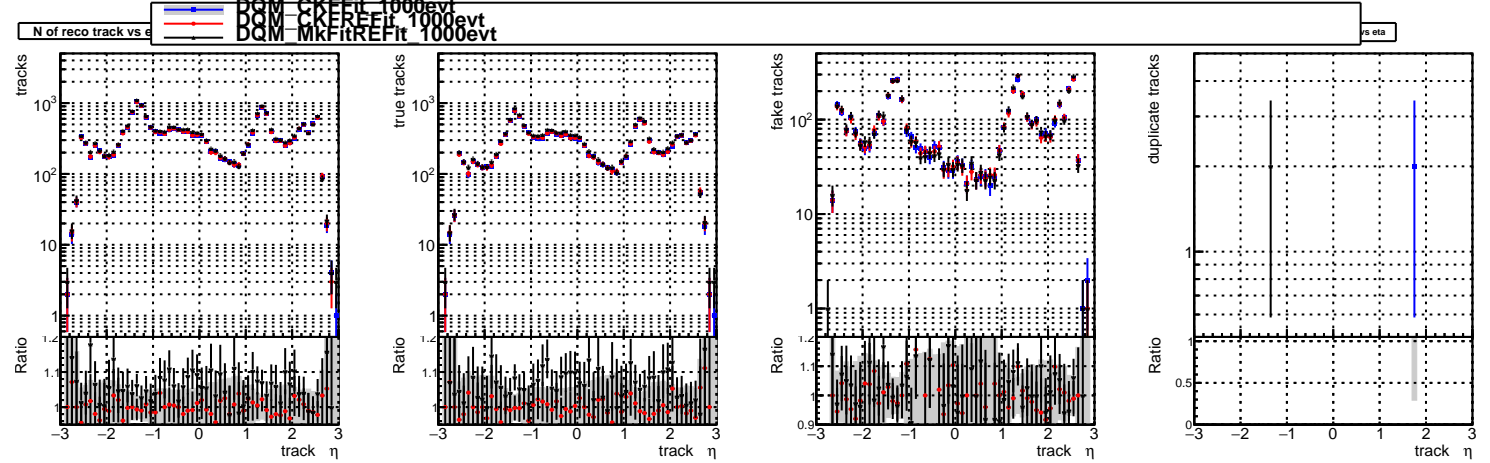 DQM_CKFFit_1000evt
DQM_CKFREFit_1000evt
DQM_MkFitREFit_1000evt
N of reco track vs e
vs eta
tracks
10³
10²
10
1
Ratio
1.2
1.1
1
−3 −2 −1 0 1 2 3
track η
true tracks
10³
10²
10
1
Ratio
1.2
1.1
1
−3 −2 −1 0 1 2 3
track η
fake tracks
10²
10
1
Ratio
1.2
1.1
1
0.9
−3 −2 −1 0 1 2 3
track η
duplicate tracks
1
Ratio
1
0.5
0
−3 −2 −1 0 1 2 3
track η